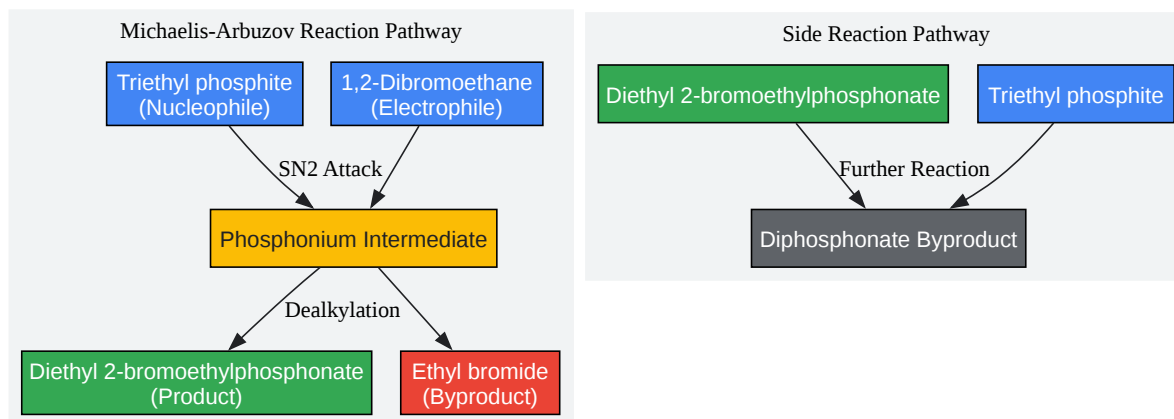 Michaelis-Arbuzov Reaction Pathway
Triethyl phosphite
(Nucleophile)
1,2-Dibromoethane
(Electrophile)
SN2 Attack
Phosphonium Intermediate
Dealkylation
Diethyl 2-bromoethylphosphonate
(Product)
Ethyl bromide
(Byproduct)
Side Reaction Pathway
Diethyl 2-bromoethylphosphonate
Triethyl phosphite
Further Reaction
Diphosphonate Byproduct